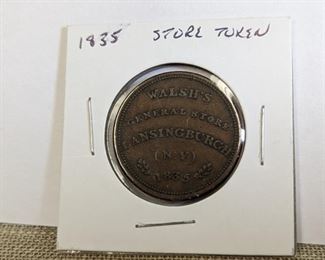 1835 STORE TOKEN
WALSH'S
GENERAL STORE
LANSINGBURGH
(N-Y)
1835